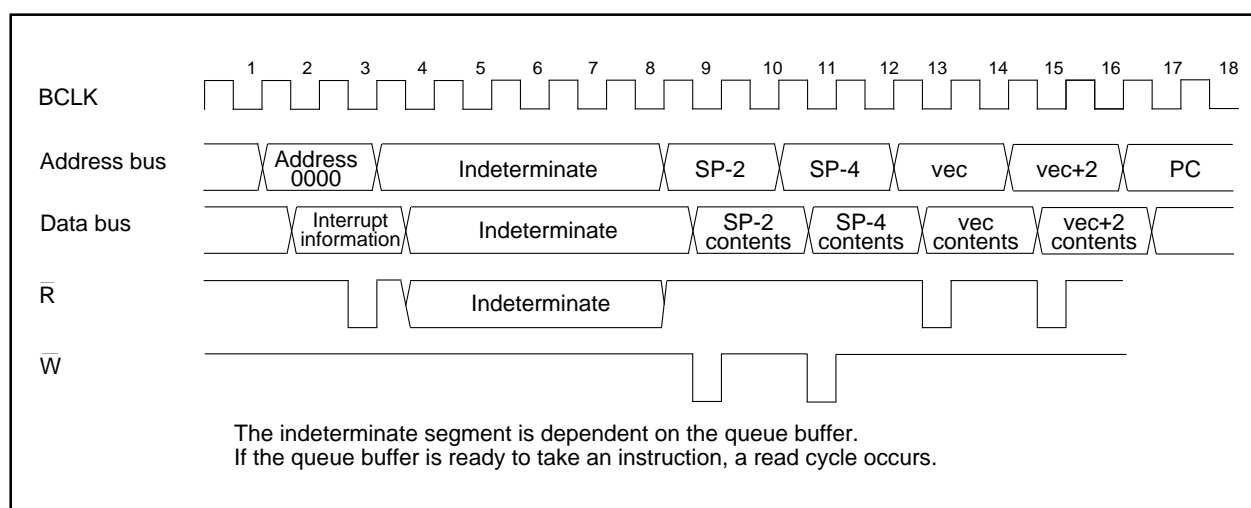 1 2 3 4 5 6 7 8 9 10 11 12 13 14 15 16 17 18
BCLK
Address bus
Address
0000
Indeterminate
SP-2
SP-4
vec
vec+2
PC
Data bus
Interrupt
information
Indeterminate
SP-2
contents
SP-4
contents
vec
contents
vec+2
contents
R̅
Indeterminate
W̅
The indeterminate segment is dependent on the queue buffer.
If the queue buffer is ready to take an instruction, a read cycle occurs.